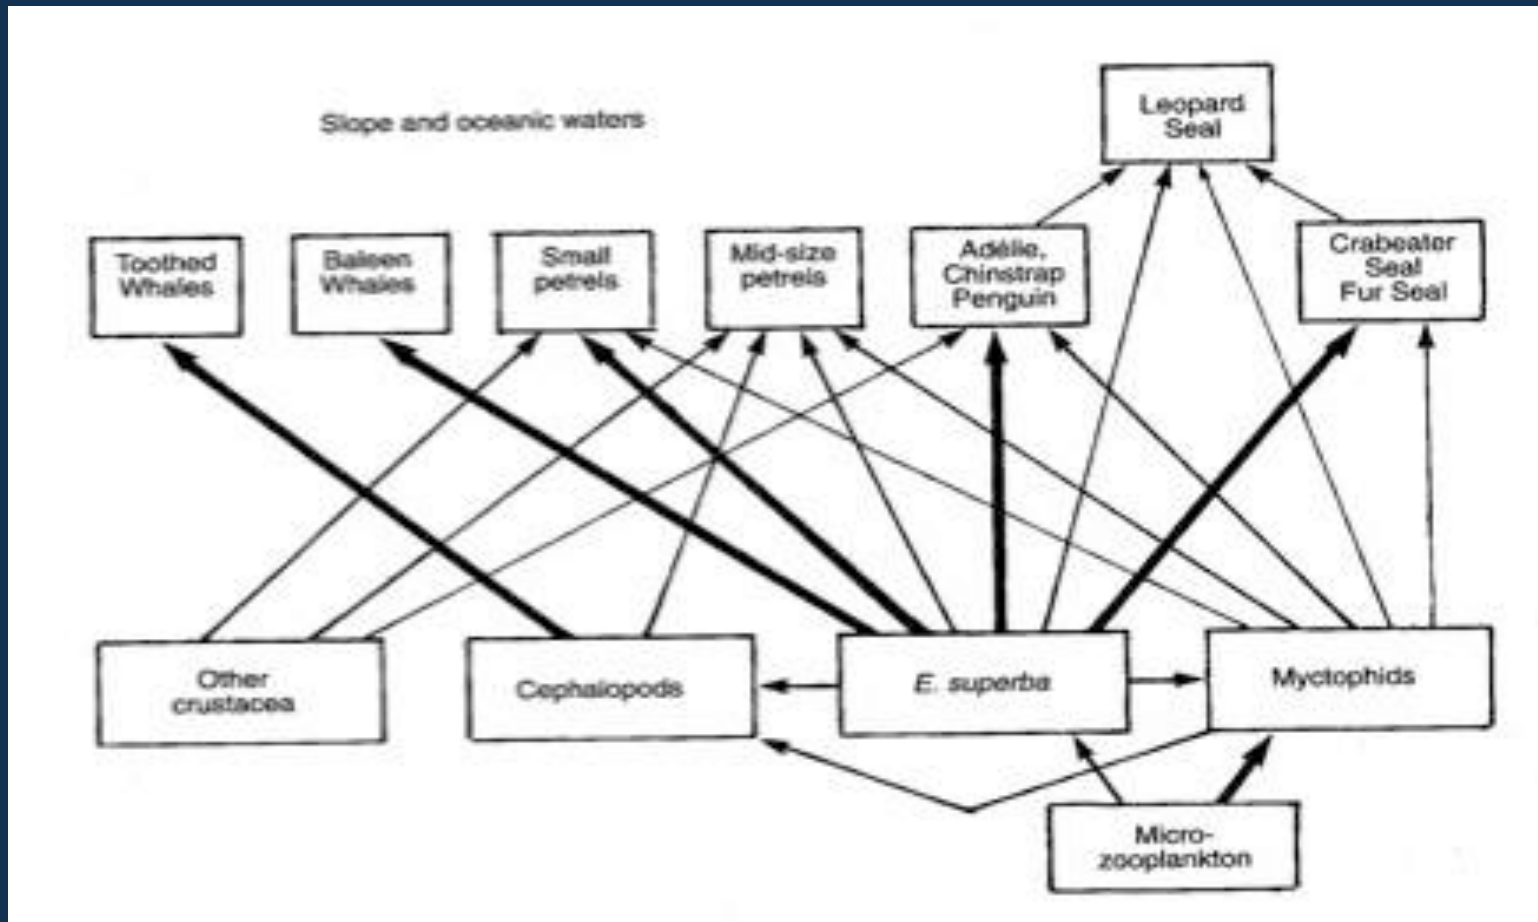 Slope and oceanic waters
Leopard
Seal
Toothed
Whales
Baleen
Whales
Small
petrels
Mid-size
petrels
Adélie,
Chinstrap
Penguin
Crabeater
Seal
Fur Seal
Other
crustacea
Cephalopods
E. superba
Myctophids
Micro-
zooplankton